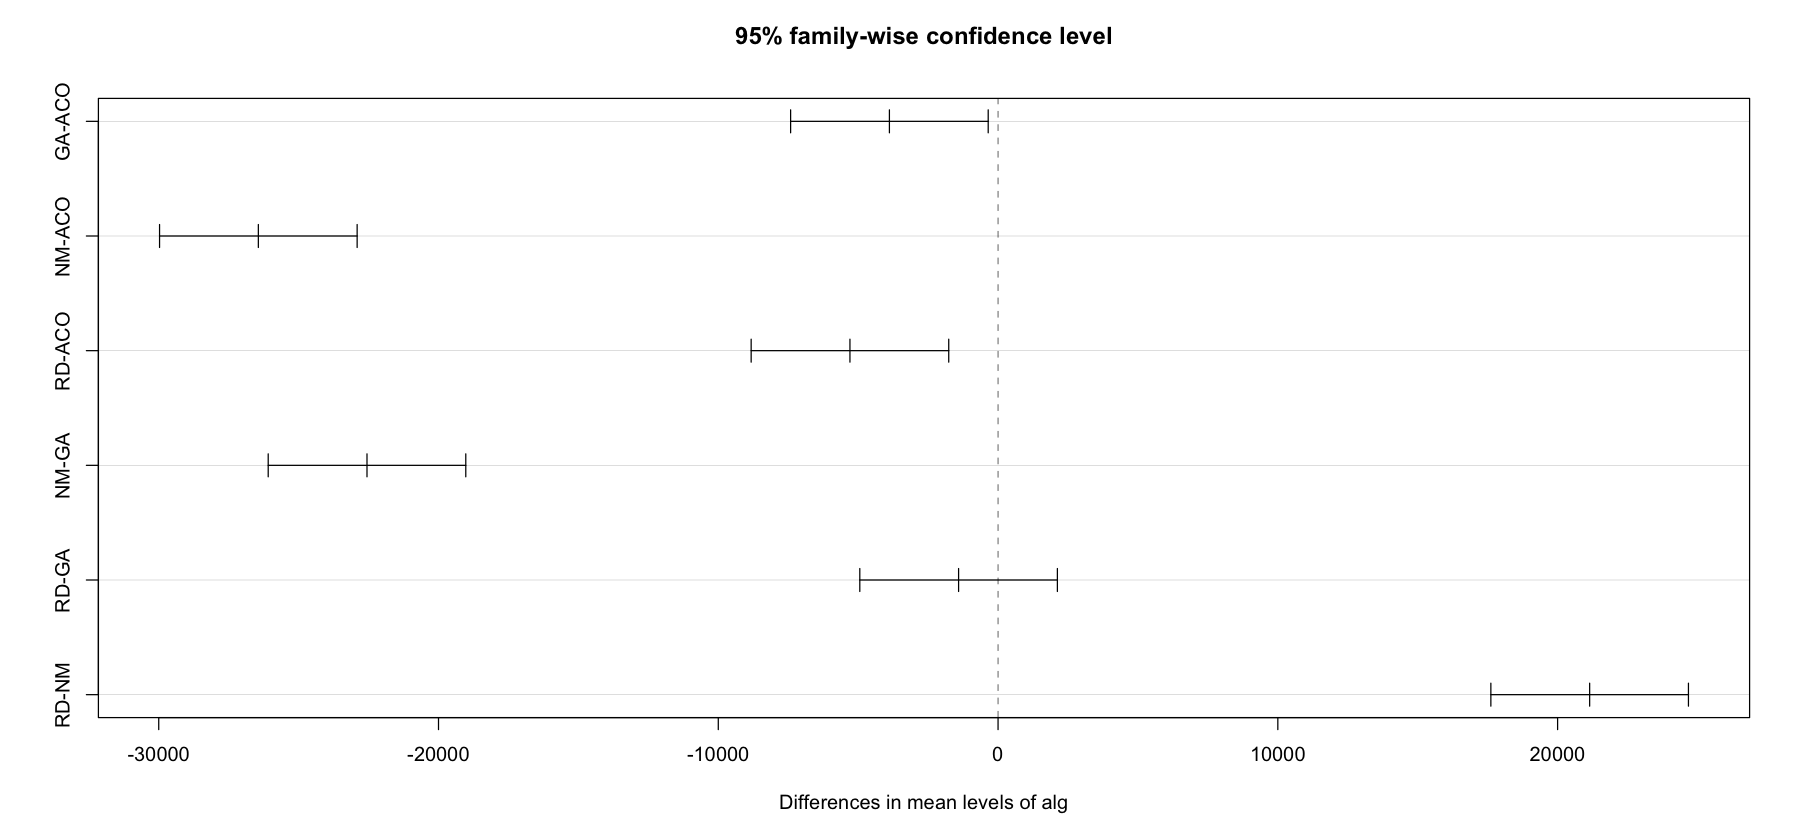 95% family-wise confidence level
GA-ACO
NM-ACO
RD-ACO
NM-GA
RD-GA
RD-NM
-30000 -20000 -10000 0 10000 20000
Differences in mean levels of alg